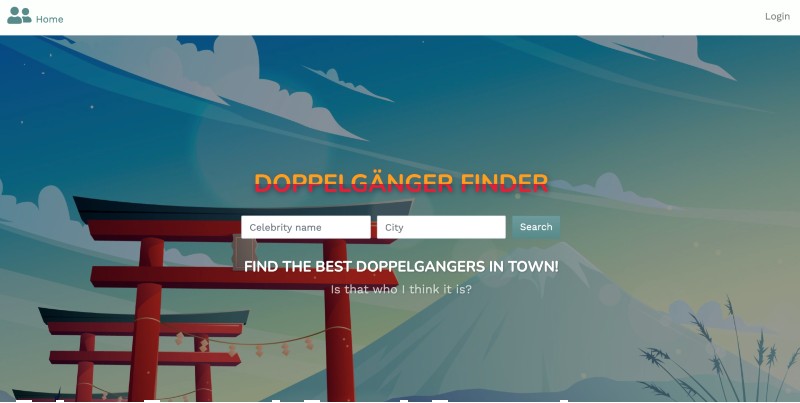 Home
Login
DOPPELGÄNGER FINDER
Celebrity name
City
Search
FIND THE BEST DOPPELGANGERS IN TOWN!
Is that who I think it is?